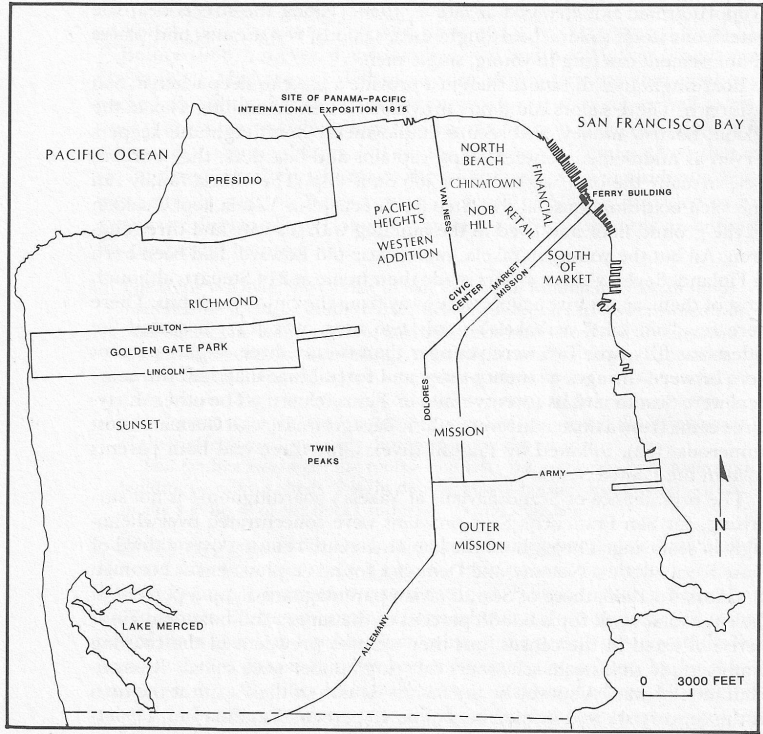 SITE OF PANAMA-PACIFIC
INTERNATIONAL EXPOSITION 1915
SAN FRANCISCO BAY
PACIFIC OCEAN
PRESIDIO
NORTH
BEACH
CHINATOWN
NOB
HILL
RETAIL
FINANCIAL
FERRY BUILDING
VAN NESS
PACIFIC
HEIGHTS
WESTERN
ADDITION
SOUTH
OF
MARKET
CIVIC
CENTER
MARKET
MISSION
RICHMOND
FULTON
GOLDEN GATE PARK
LINCOLN
SUNSET
TWIN
PEAKS
DOLORES
MISSION
ARMY
OUTER
MISSION
N
LAKE MERCED
ALLEMANY
0 3000 FEET